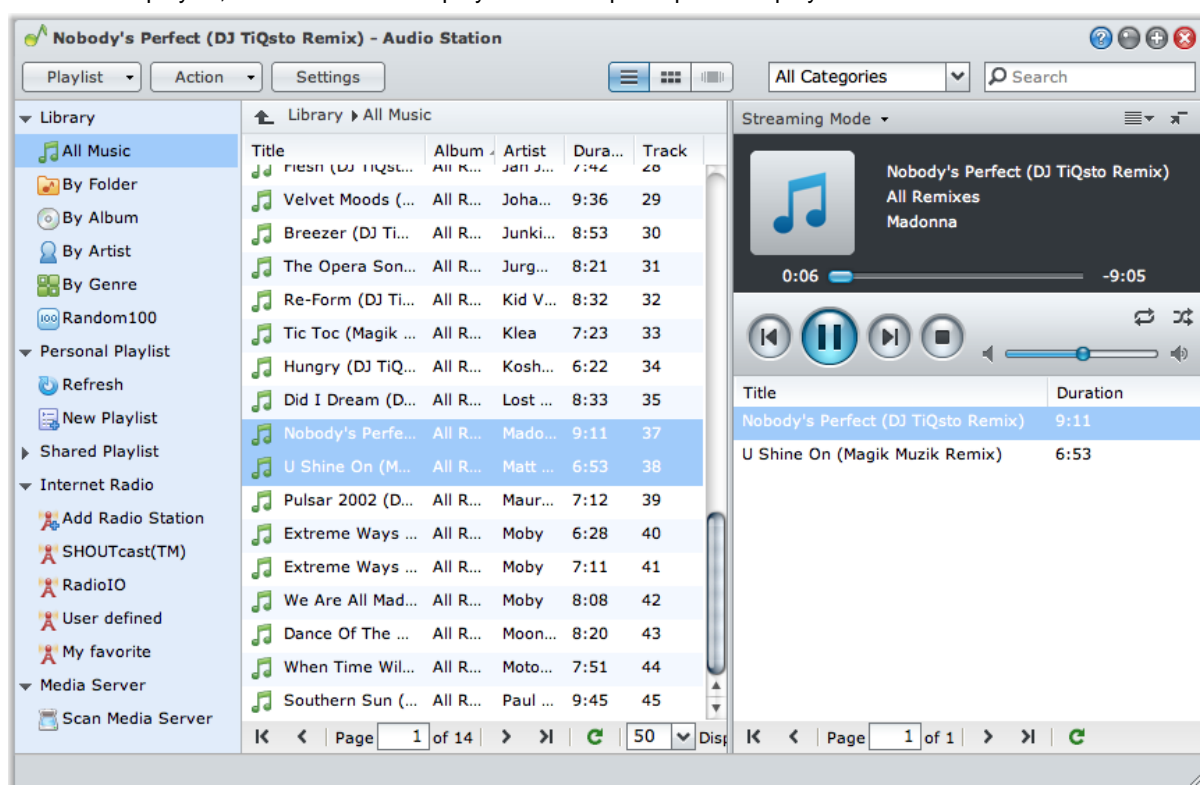 Nobody's Perfect (DJ TiQsto Remix) - Audio Station
Playlist Action Settings All Categories Search
Library
All Music
By Folder
By Album
By Artist
By Genre
100 Random100
Personal Playlist
Refresh
New Playlist
Shared Playlist
Internet Radio
Add Radio Station
SHOUTcast(TM)
RadioIO
User defined
My favorite
Media Server
Scan Media Server
Library All Music
Title Album Artist Dura... Track
Flesh (DJ TiQst... All R... Jan J... 7:42 28
Velvet Moods (... All R... Joha... 9:36 29
Breezer (DJ Ti... All R... Junki... 8:53 30
The Opera Son... All R... Jurg... 8:21 31
Re-Form (DJ Ti... All R... Kid V... 8:32 32
Tic Toc (Magik ... All R... Klea 7:23 33
Hungry (DJ TiQ... All R... Kosh... 6:22 34
Did I Dream (D... All R... Lost ... 8:33 35
Nobody's Perfe... All R... Mado... 9:11 37
U Shine On (M... All R... Matt ... 6:53 38
Pulsar 2002 (D... All R... Maur... 7:12 39
Extreme Ways ... All R... Moby 6:28 40
Extreme Ways ... All R... Moby 7:11 41
We Are All Mad... All R... Moby 8:08 42
Dance Of The ... All R... Moon... 8:20 43
When Time Wil... All R... Moto... 7:51 44
Southern Sun (... All R... Paul ... 9:45 45
Page 1 of 14 50 Disp
Streaming Mode
Nobody's Perfect (DJ TiQsto Remix)
All Remixes
Madonna
0:06 -9:05
Title Duration
Nobody's Perfect (DJ TiQsto Remix) 9:11
U Shine On (Magik Muzik Remix) 6:53
Page 1 of 1